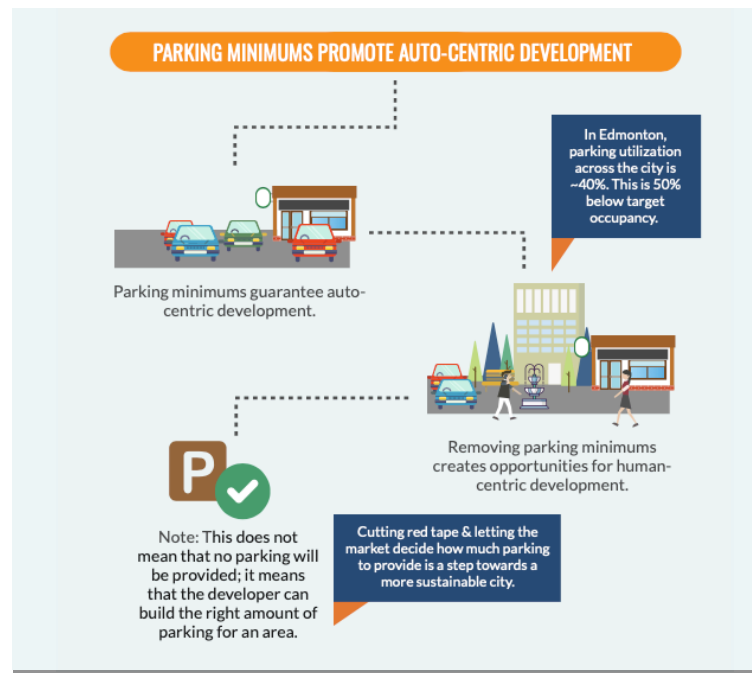 PARKING MINIMUMS PROMOTE AUTO-CENTRIC DEVELOPMENT
In Edmonton,
parking utilization
across the city is
~40%. This is 50%
below target
occupancy.
Parking minimums guarantee auto-
centric development.
Removing parking minimums
creates opportunities for human-
centric development.
P
Note: This does not
mean that no parking will
be provided; it means
that the developer can
build the right amount of
parking for an area.
Cutting red tape & letting the
market decide how much parking
to provide is a step towards a
more sustainable city.